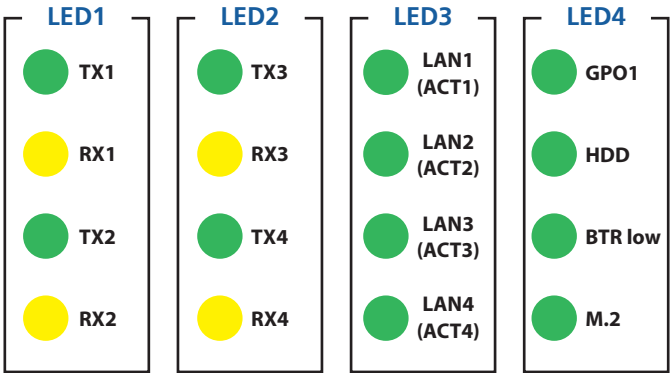 LED1
TX1
RX1
TX2
RX2
LED2
TX3
RX3
TX4
RX4
LED3
LAN1
(ACT1)
LAN2
(ACT2)
LAN3
(ACT3)
LAN4
(ACT4)
LED4
GPO1
HDD
BTR low
M.2